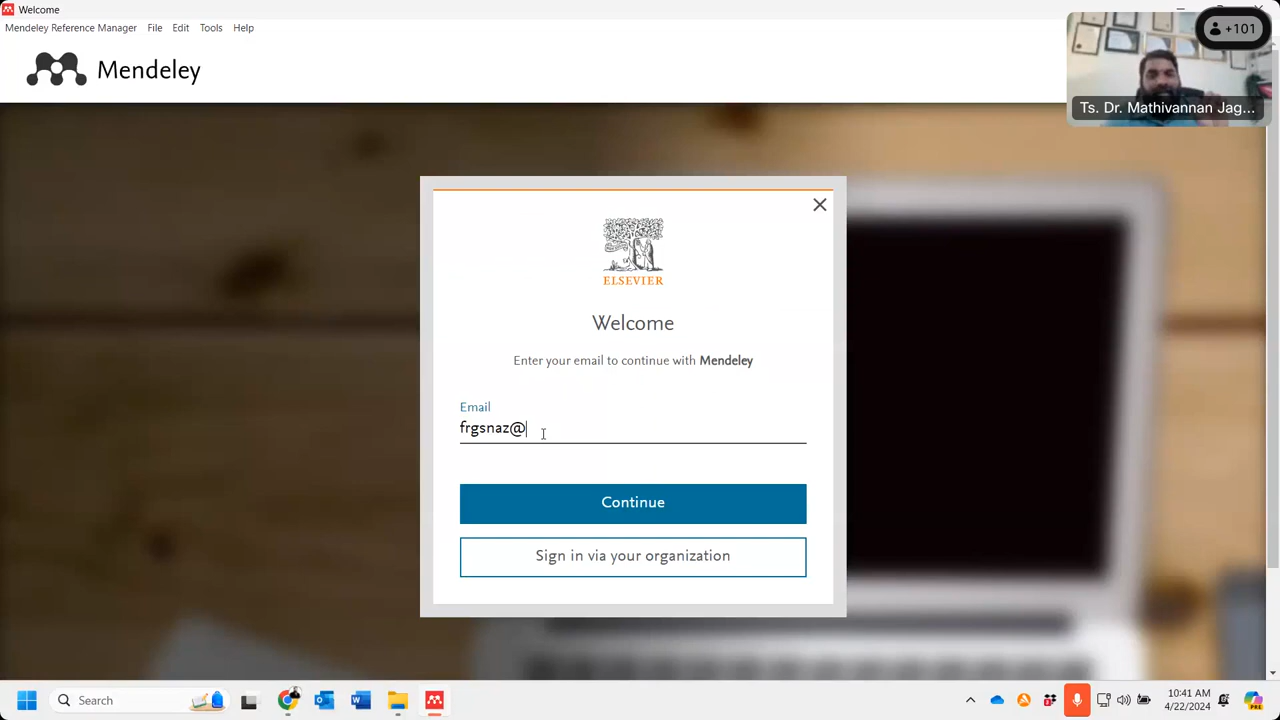 Welcome
Mendeley Reference Manager File Edit Tools Help
+101
Mendeley
Ts. Dr. Mathivannan Jag...
ELSEVIER
Welcome
Enter your email to continue with Mendeley
Email
frgsnaz@
Continue
Sign in via your organization
Search
10:41 AM
4/22/2024